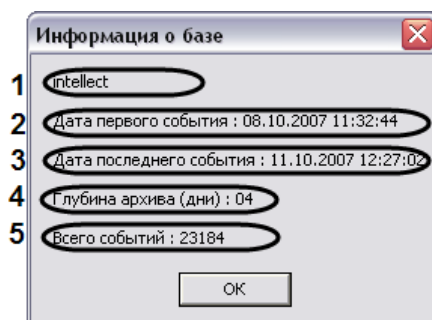 Информация о базе
1 intellect
2 Дата первого события : 08.10.2007 11:32:44
3 Дата последнего события : 11.10.2007 12:27:02
4 Глубина архива (дни) : 04
5 Всего событий : 23184
OK